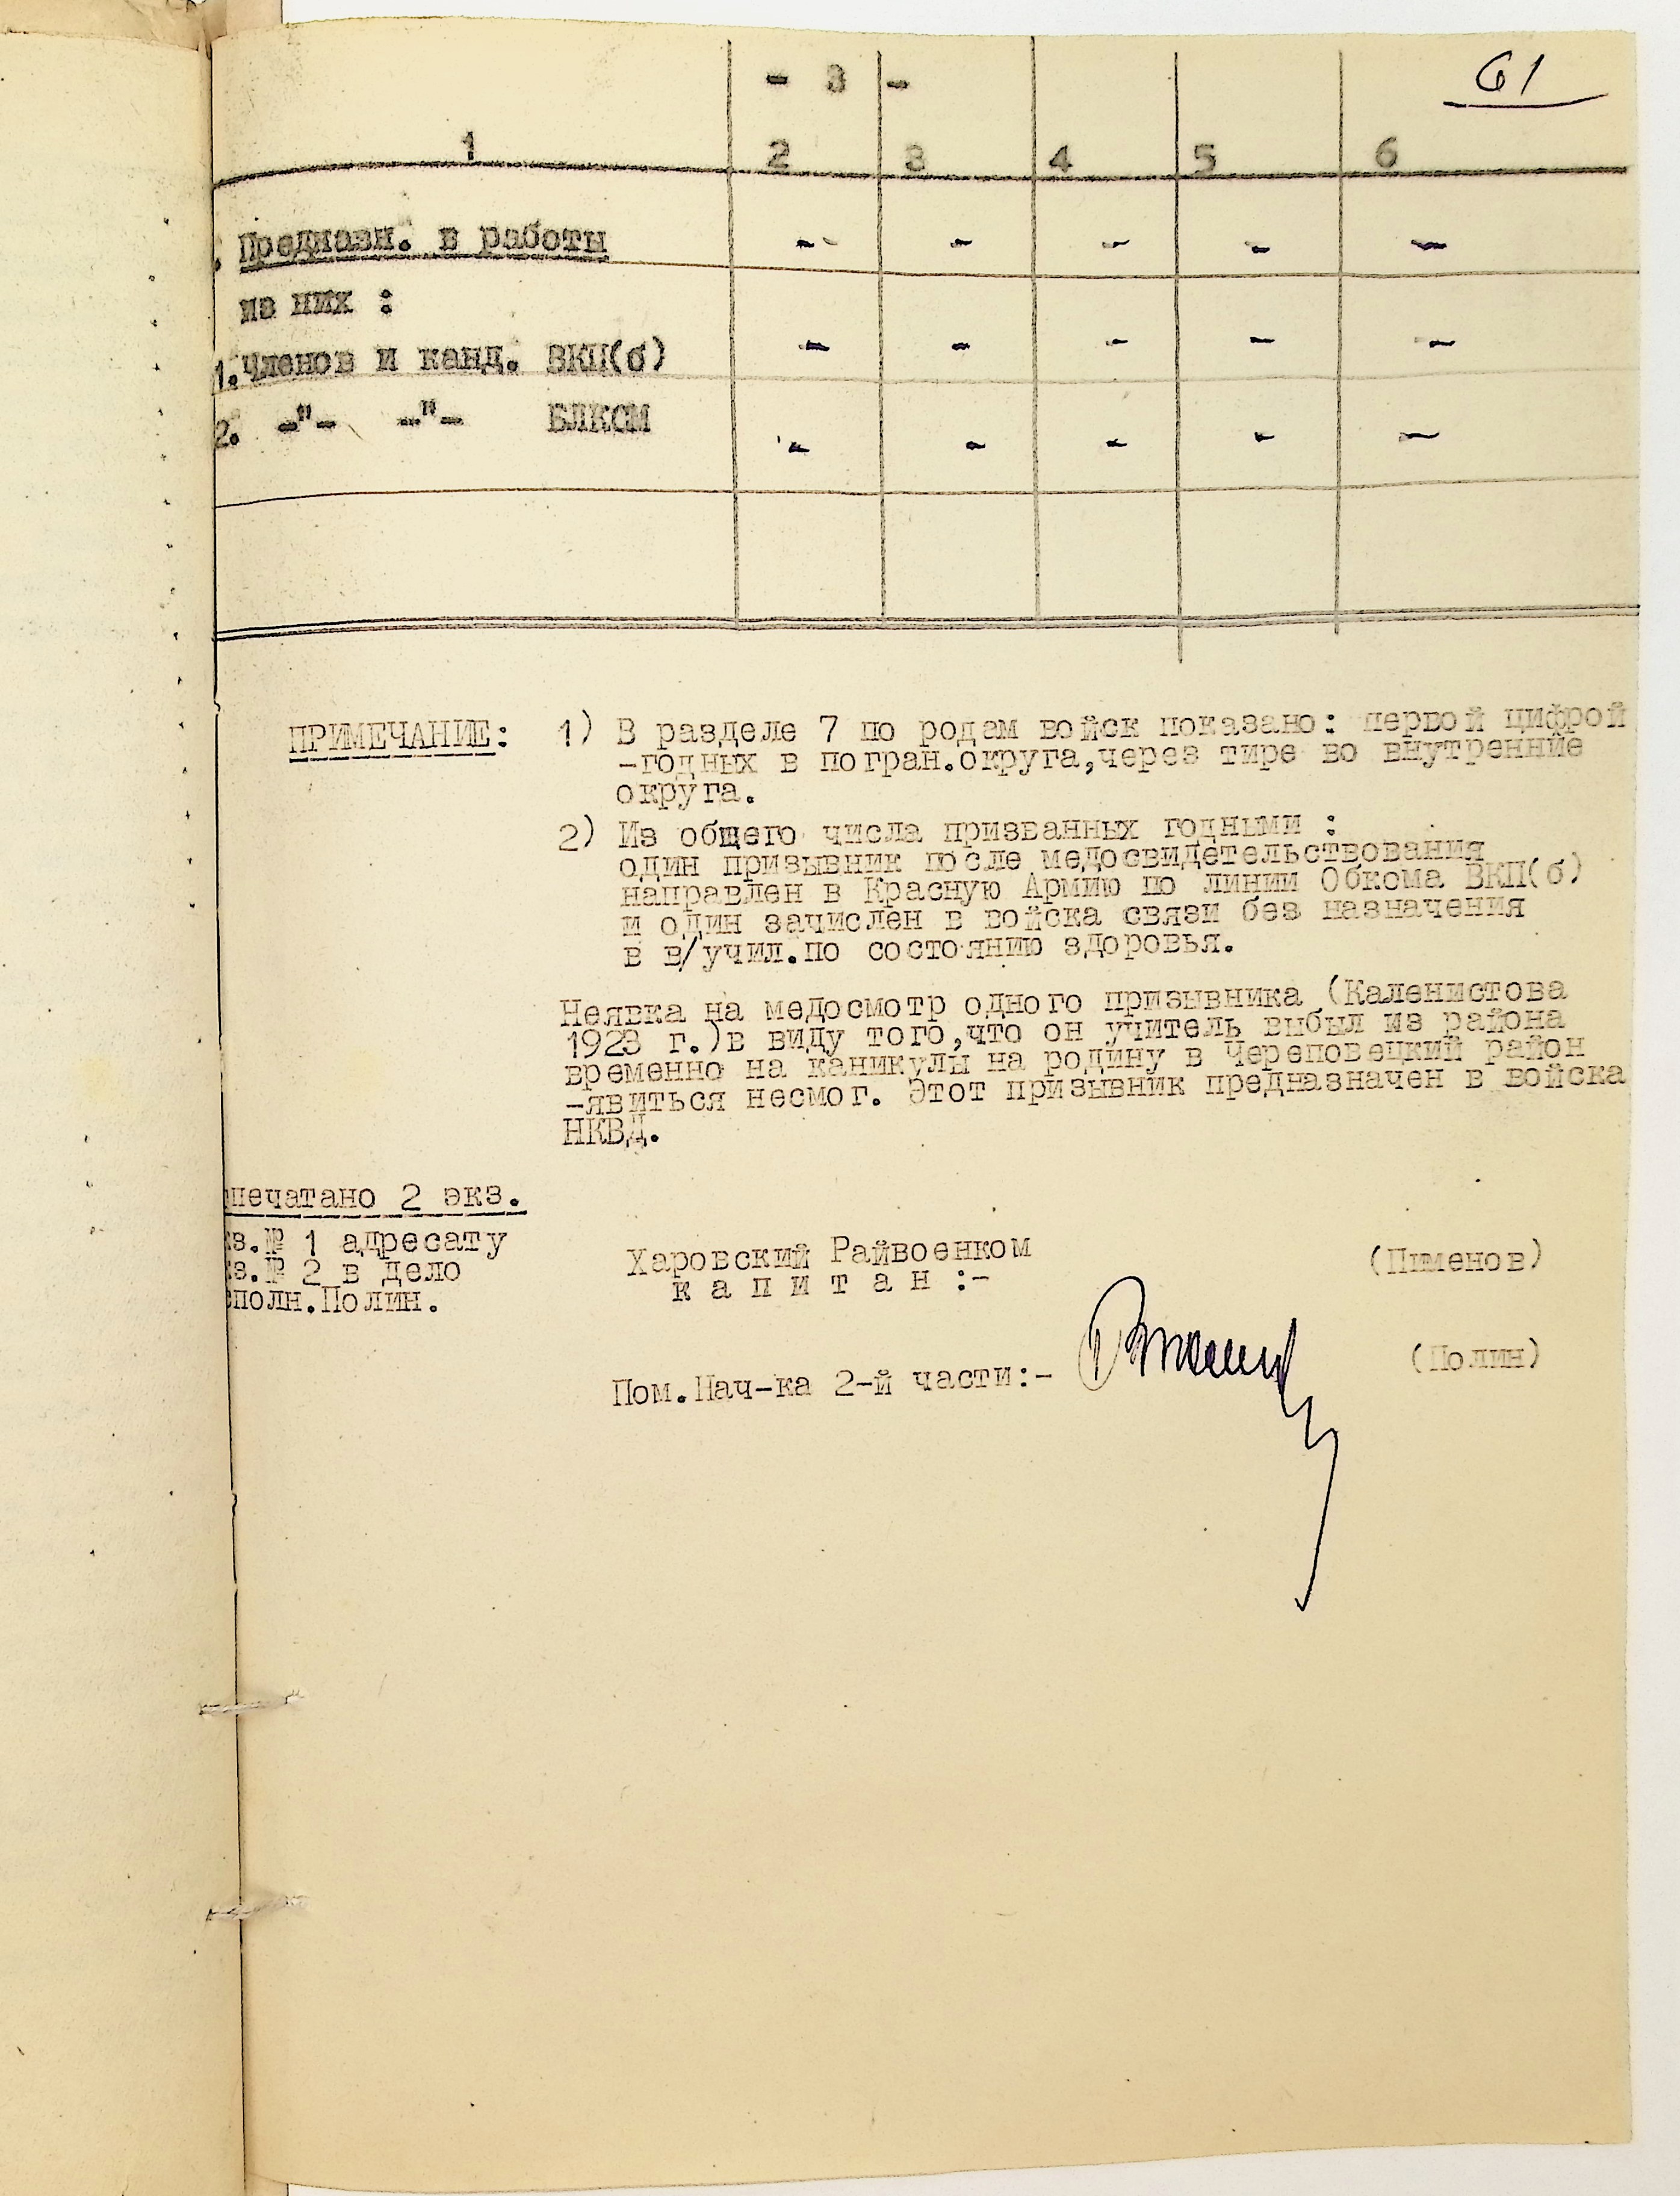 61
- 3 -
1 2 3 4 5 6
. Предназн. в работы - - - - -
из них :
1.Членов и канд. ВКП(б) - - - - -
2. -"- -"- ВЛКСМ - - - - -
ПРИМЕЧАНИЕ: 1) В разделе 7 по родам войск показано: первой цифрой
-годных в погран.округа,через тире во внутренние
округа.
2) Из общего числа призванных годными :
один призывник после медосвидетельствования
направлен в Красную Армию по линии Обкома ВКП(б)
и один зачислен в войска связи без назначения
в в/учил.по состоянию здоровья.
Неявка на медосмотр одного призывника (Каленистова
1923 г.)в виду того,что он учитель выбыл из района
временно на каникулы на родину в Череповецкий район
-явиться несмог. Этот призывник предназначен в войска
НКВД.
печатано 2 экз.
з.№ 1 адресату
з.№ 2 в дело
сполн.Полин.
Харовский Райвоенком
к а п и т а н :- (Пименов)
Пом.Нач-ка 2-й части:- (Полин)